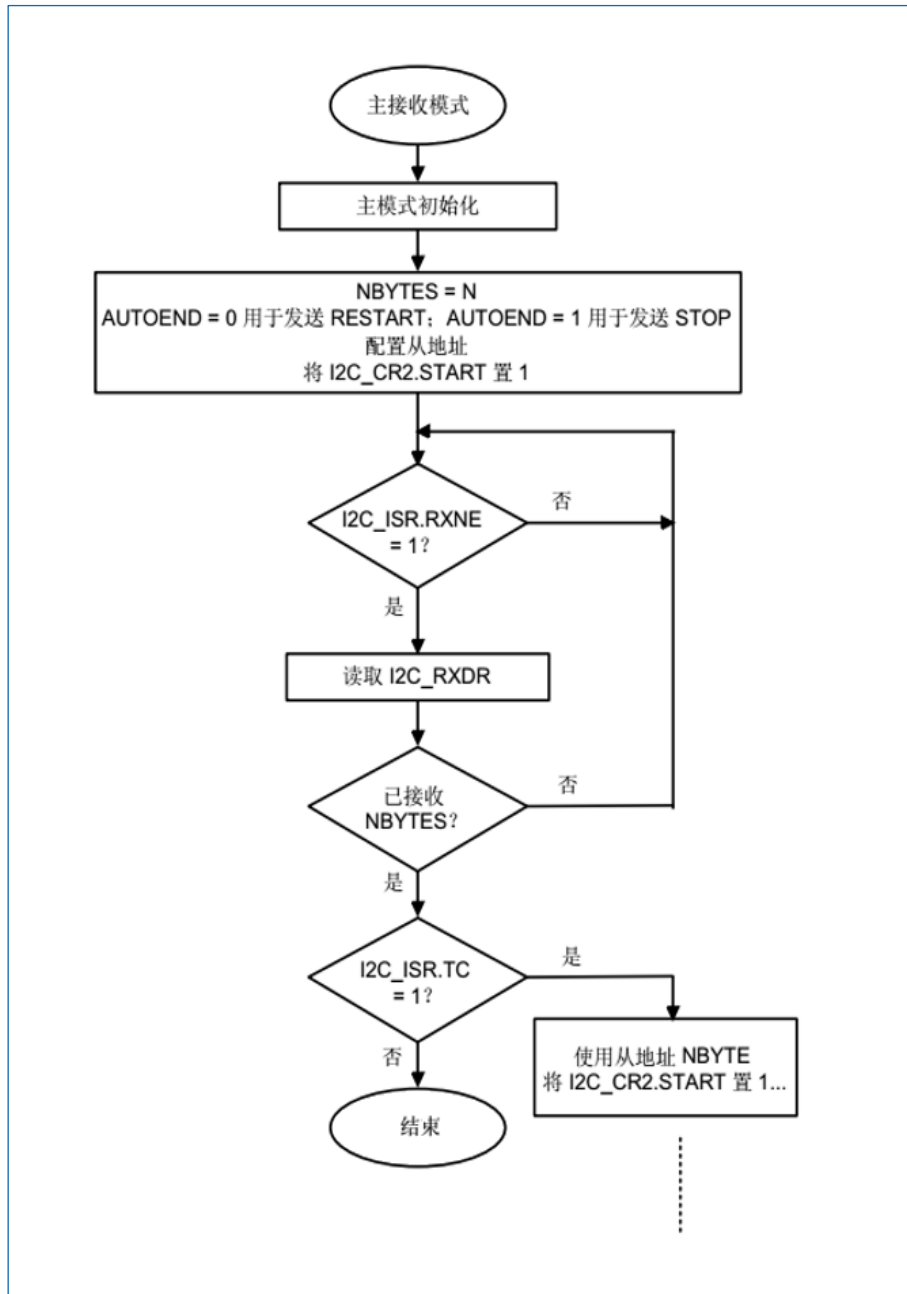 主接收模式
主模式初始化
NBYTES = N
AUTOEND = 0 用于发送 RESTART；AUTOEND = 1 用于发送 STOP
配置从地址
将 I2C_CR2.START 置 1
I2C_ISR.RXNE
= 1？
否
是
读取 I2C_RXDR
已接收
NBYTES？
否
是
I2C_ISR.TC
= 1？
是
否
使用从地址 NBYTE
将 I2C_CR2.START 置 1...
结束